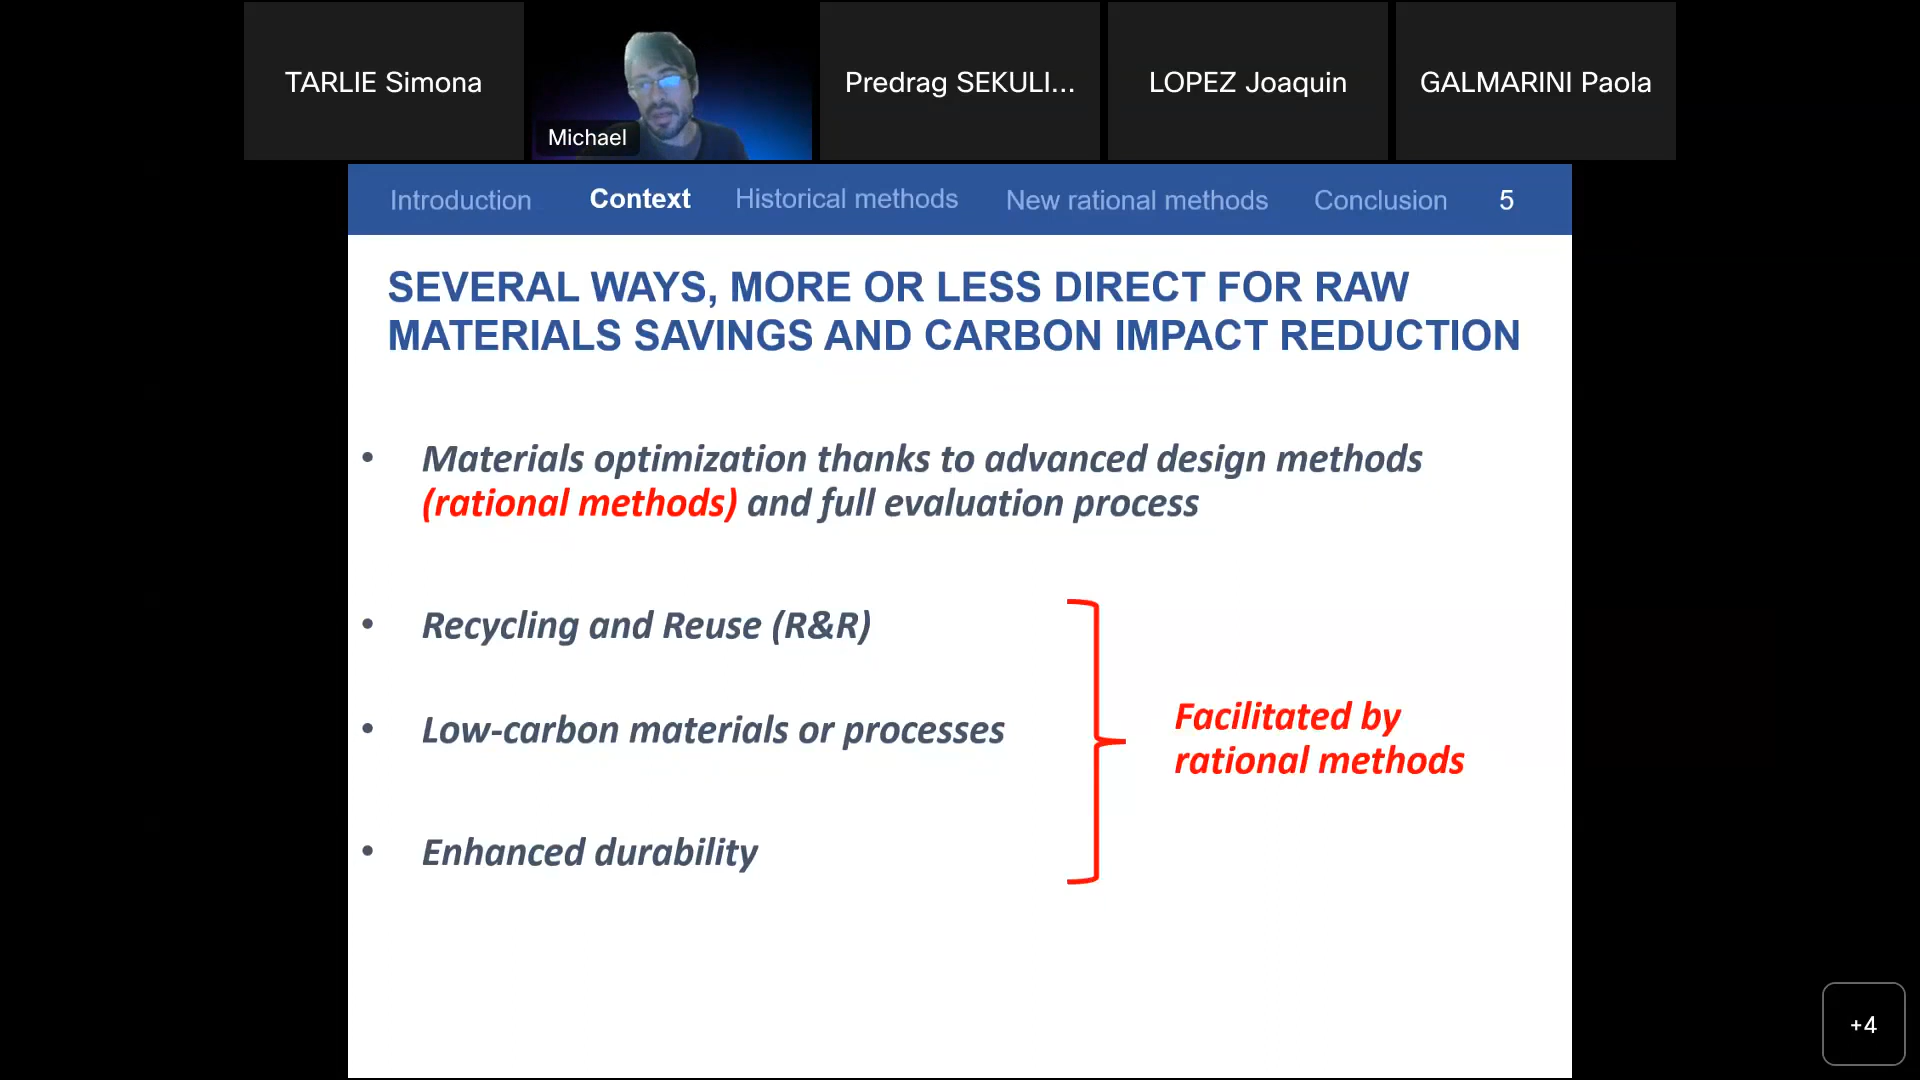 TARLIE Simona
Michael
Predrag SEKULI...
LOPEZ Joaquin
GALMARINI Paola
Introduction Context Historical methods New rational methods Conclusion 5
SEVERAL WAYS, MORE OR LESS DIRECT FOR RAW
MATERIALS SAVINGS AND CARBON IMPACT REDUCTION
• Materials optimization thanks to advanced design methods
(rational methods) and full evaluation process
• Recycling and Reuse (R&R)
• Low-carbon materials or processes
• Enhanced durability
Facilitated by
rational methods
+4